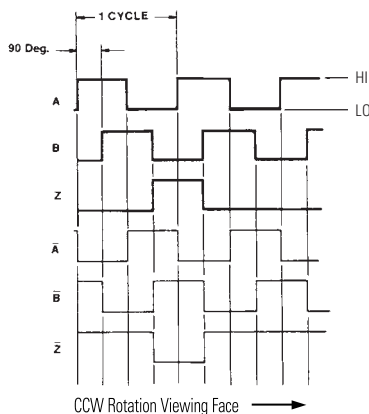 1 CYCLE
90 Deg.
HI
A
LO
B
Z
A̅
B̅
Z̅
CCW Rotation Viewing Face